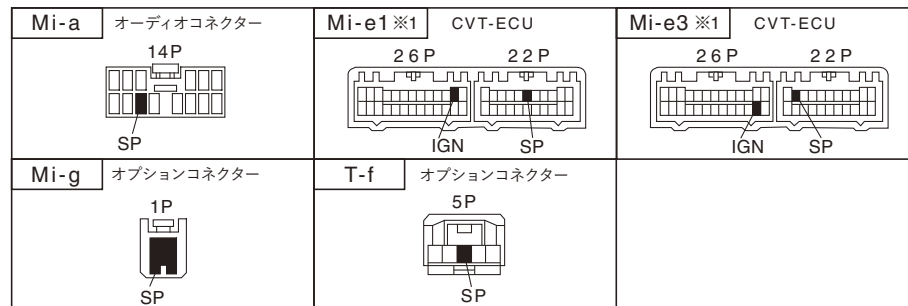 Mi-a オーディオコネクター
14P
SP
Mi-e1 ※1 CVT-ECU
26P 22P
IGN SP
Mi-e3 ※1 CVT-ECU
26P 22P
IGN SP
Mi-g オプションコネクター
1P
SP
T-f オプションコネクター
5P
SP